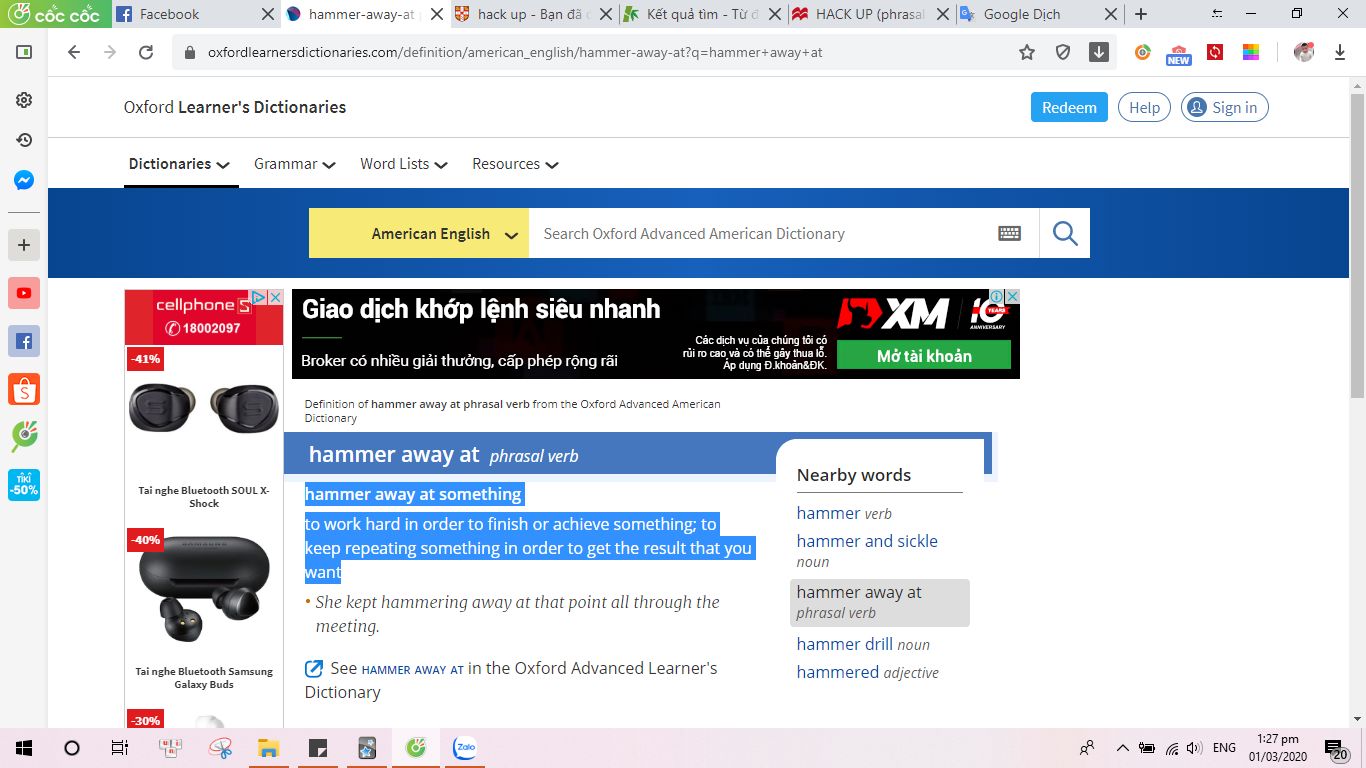 cốc cốc
Facebook
hammer-away-at p
hack up - Bạn đã d
Kết quả tìm - Từ đ
HACK UP (phrasal
Google Dịch
oxfordlearnersdictionaries.com/definition/american_english/hammer-away-at?q=hammer+away+at
NEW
Oxford Learner's Dictionaries
Redeem
Help
Sign in
Dictionaries
Grammar
Word Lists
Resources
American English
Search Oxford Advanced American Dictionary
cellphoneS
18002097
-41%
Tai nghe Bluetooth SOUL X-
Shock
-40%
SAMSUNG
Tai nghe Bluetooth Samsung
Galaxy Buds
-30%
Giao dịch khớp lệnh siêu nhanh
Broker có nhiều giải thưởng, cấp phép rộng rãi
Các dịch vụ của chúng tôi có
rủi ro cao và có thể gây thua lỗ.
Áp dụng Đ.khoản&ĐK.
XM
10 YEARS
ANNIVERSARY
Mở tài khoản
Definition of hammer away at phrasal verb from the Oxford Advanced American
Dictionary
hammer away at phrasal verb
hammer away at something
to work hard in order to finish or achieve something; to
keep repeating something in order to get the result that you
want
• She kept hammering away at that point all through the
meeting.
See HAMMER AWAY AT in the Oxford Advanced Learner's
Dictionary
Nearby words
hammer verb
hammer and sickle
noun
hammer away at
phrasal verb
hammer drill noun
hammered adjective
TIKI
-50%
Zalo
ENG
1:27 pm
01/03/2020
20